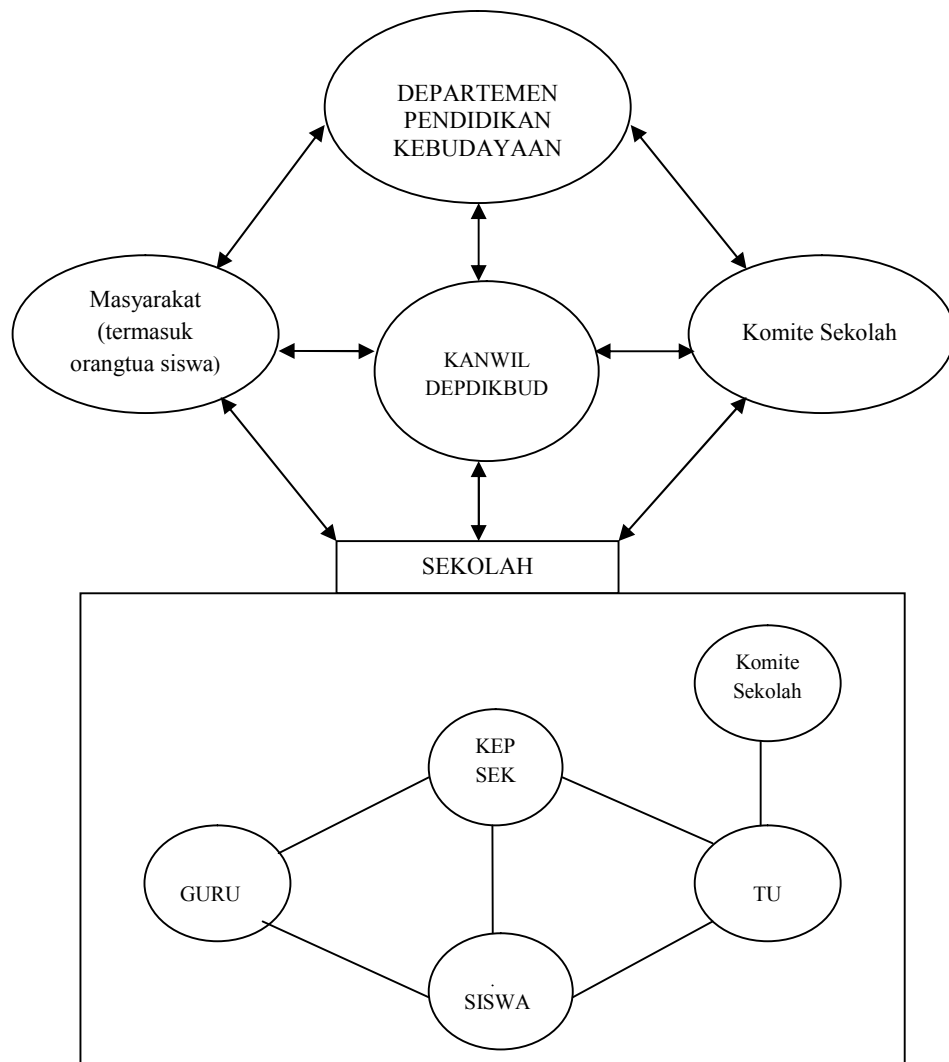 DEPARTEMEN
PENDIDIKAN
KEBUDAYAAN
Masyarakat
(termasuk
orangtua siswa)
KANWIL
DEPDIKBUD
Komite Sekolah
SEKOLAH
Komite
Sekolah
KEP
SEK
GURU
TU
.
SISWA